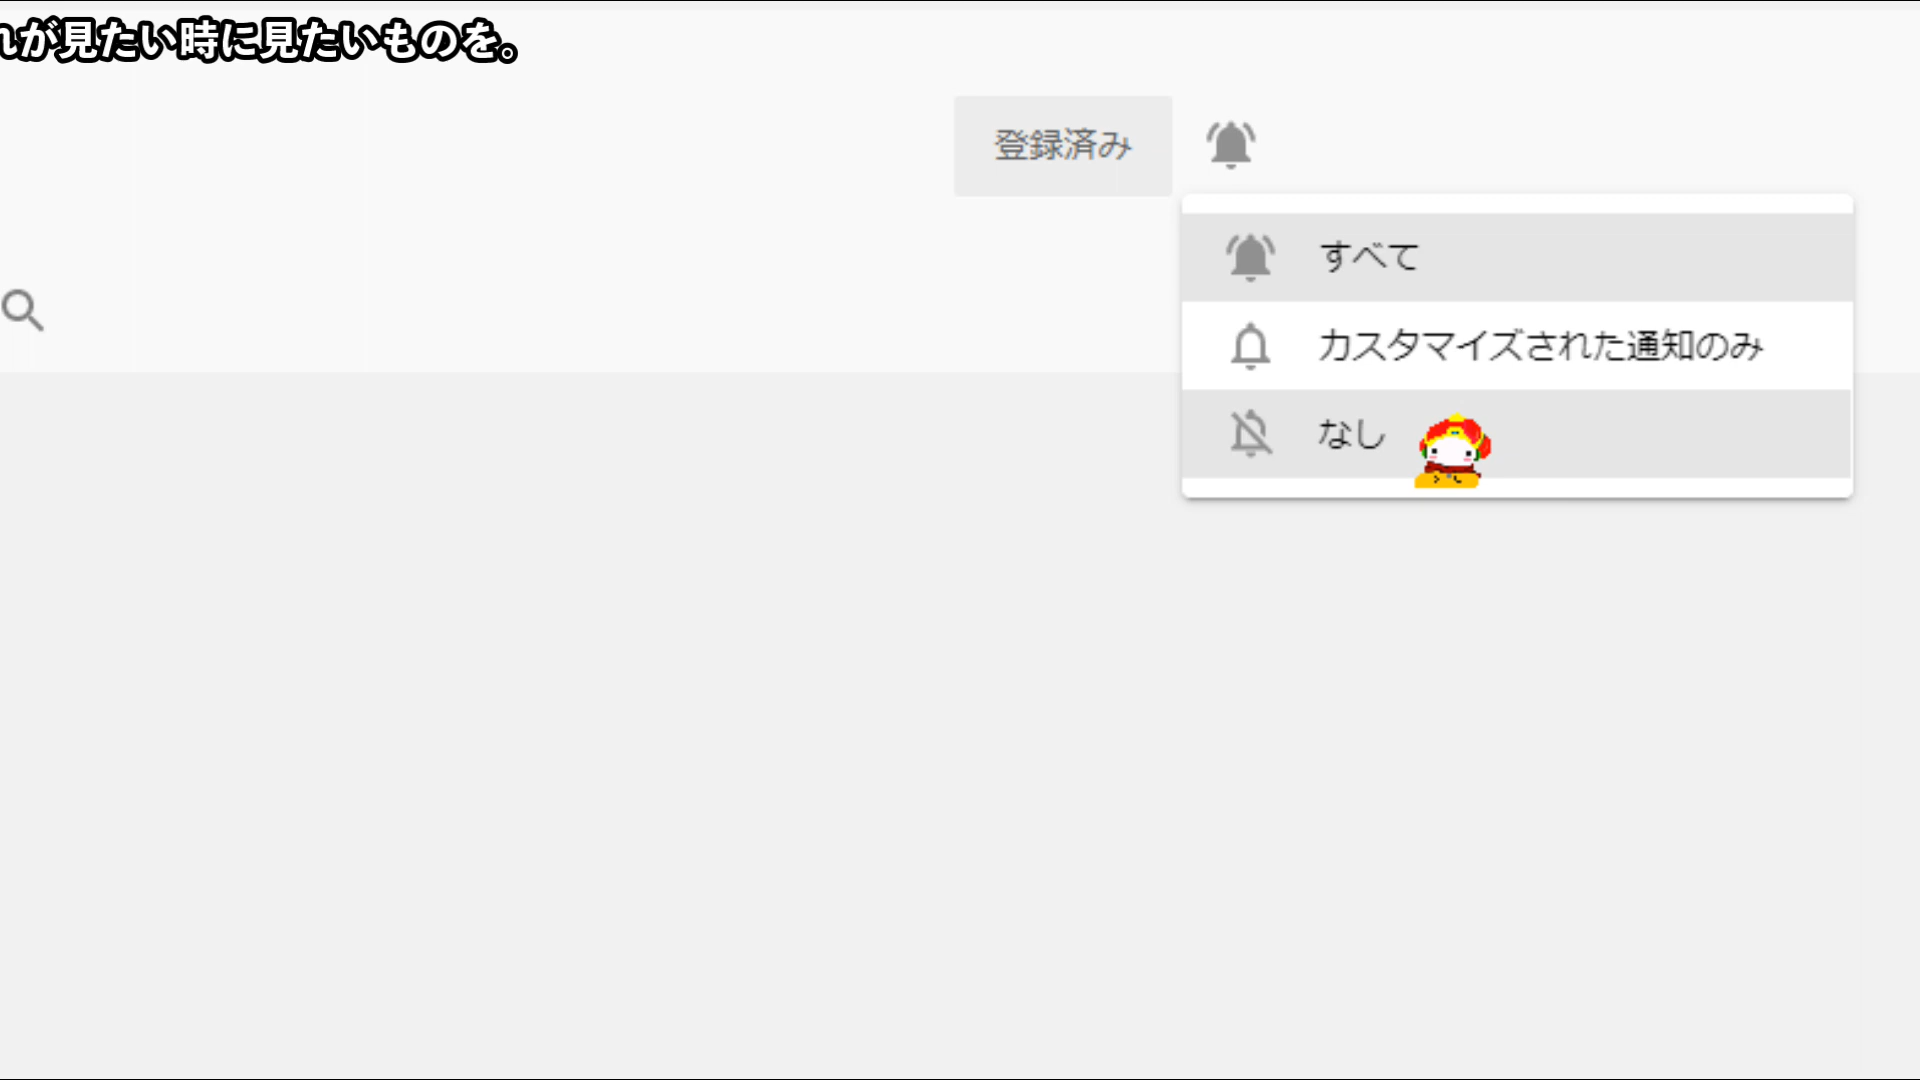 れが見たい時に見たいものを。
登録済み
すべて
カスタマイズされた通知のみ
なし